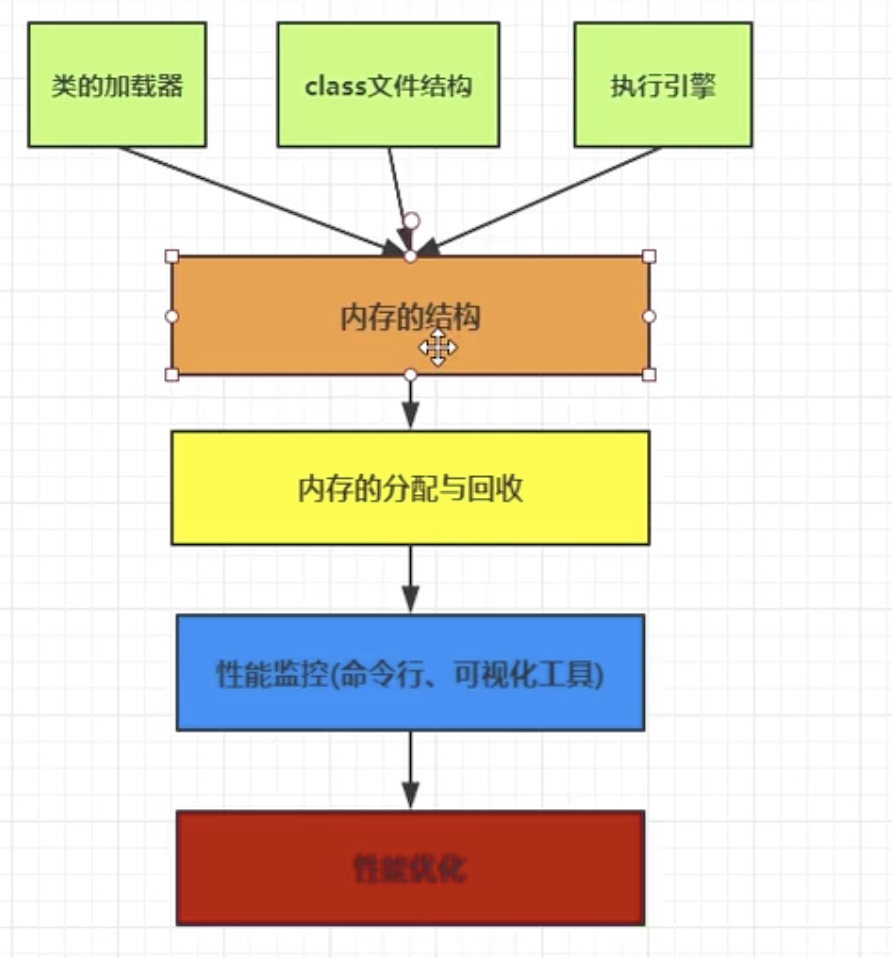 类的加载器
class文件结构
执行引擎
内存的结构
内存的分配与回收
性能监控(命令行、可视化工具)
性能优化